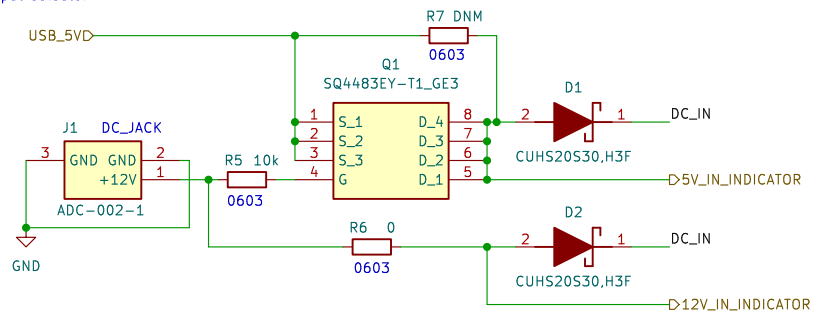 R7 DNM
USB_5V
0603
Q1
SQ4483EY-T1_GE3
D1
J1 DC_JACK
1 S_1 D_4 8 2 1 DC_IN
2 S_2 D_3 7
3 GND GND 2 R5 10k 3 S_3 D_2 6 CUHS20S30,H3F
+12V 1 4 G D_1 5 5V_IN_INDICATOR
0603
ADC-002-1 R6 0 D2
2 1 DC_IN
GND 0603
CUHS20S30,H3F
12V_IN_INDICATOR